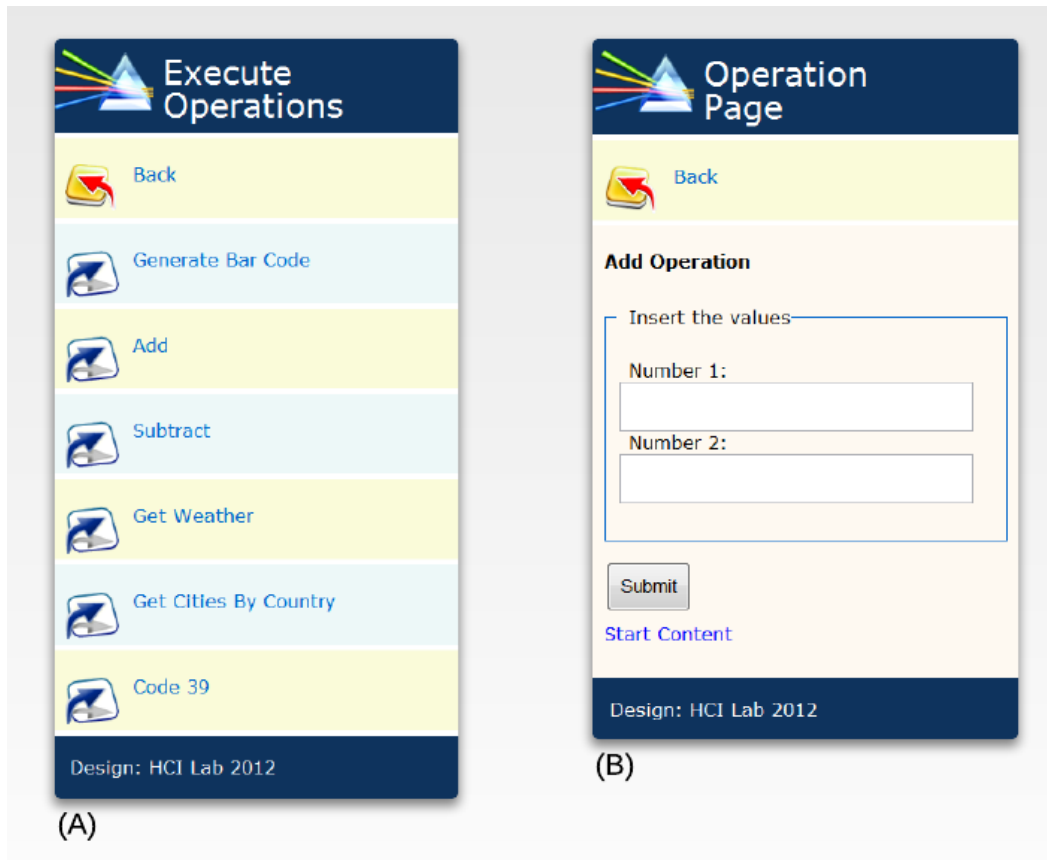 Execute
Operations
Back
Generate Bar Code
Add
Subtract
Get Weather
Get Cities By Country
Code 39
Design: HCI Lab 2012
(A)
Operation
Page
Back
Add Operation
Insert the values
Number 1:
Number 2:
Submit
Start Content
Design: HCI Lab 2012
(B)